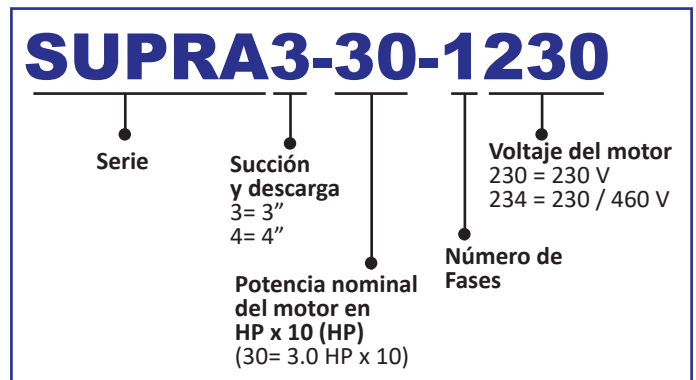 SUPRA3-30-1230
Serie
Succión
y descarga
3= 3”
4= 4”
Potencia nominal
del motor en
HP x 10 (HP)
(30= 3.0 HP x 10)
Número de
Fases
Voltaje del motor
230 = 230 V
234 = 230 / 460 V